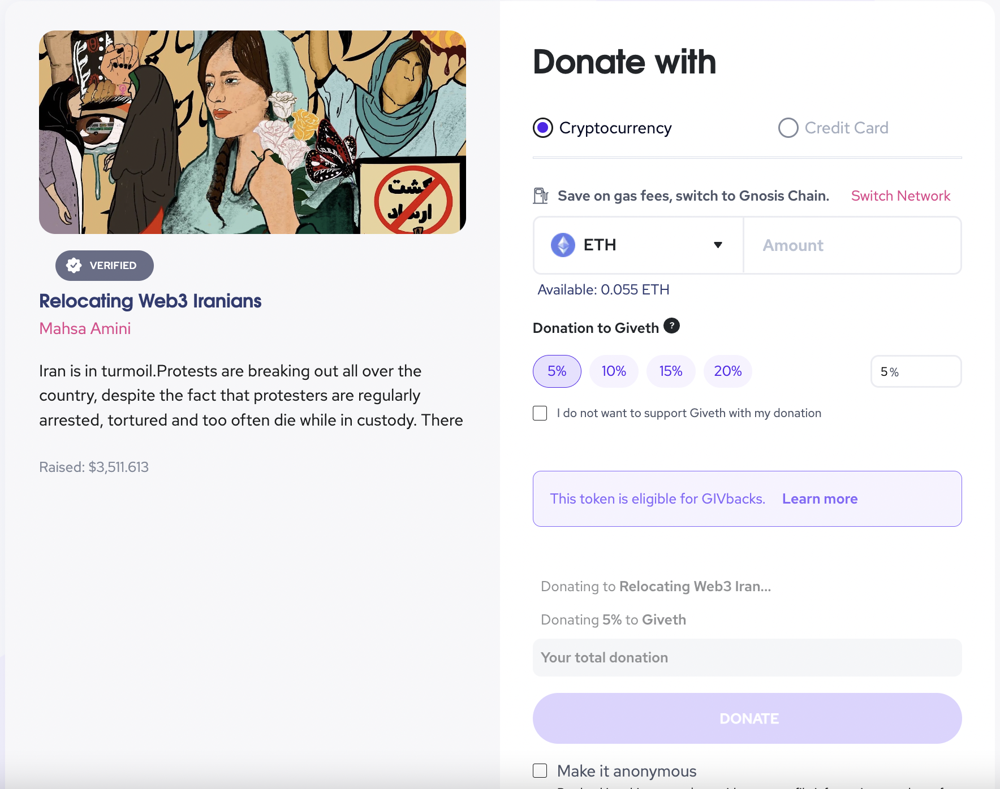 گشت
ارشاد
VERIFIED
Relocating Web3 Iranians
Mahsa Amini
Iran is in turmoil.Protests are breaking out all over the
country, despite the fact that protesters are regularly
arrested, tortured and too often die while in custody. There
Raised: $3,511.613
Donate with
Cryptocurrency
Credit Card
Save on gas fees, switch to Gnosis Chain. Switch Network
ETH
Amount
Available: 0.055 ETH
Donation to Giveth ?
5% 10% 15% 20% 5%
I do not want to support Giveth with my donation
This token is eligible for GIVbacks. Learn more
Donating to Relocating Web3 Iran...
Donating 5% to Giveth
Your total donation
DONATE
Make it anonymous